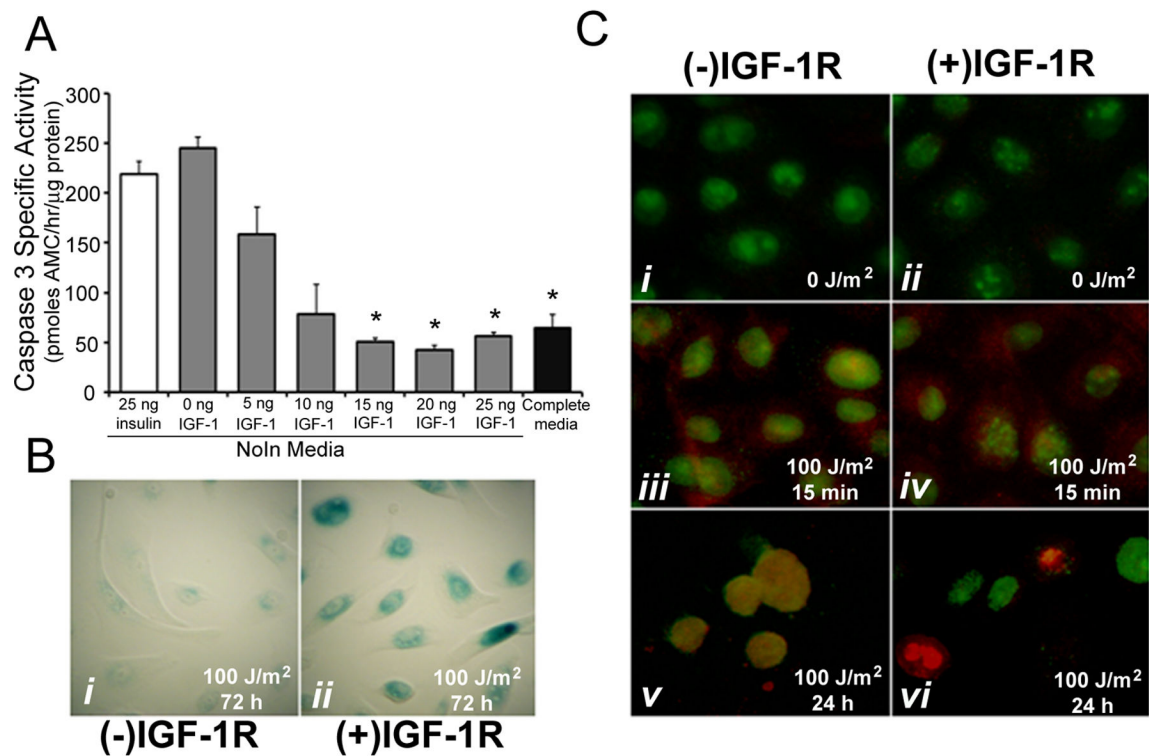 A
Caspase 3 Specific Activity
(pmoles AMC/hr/µg protein)
300
250
200
150
100
50
0
* * * *
25 ng insulin
0 ng IGF-1
5 ng IGF-1
10 ng IGF-1
15 ng IGF-1
20 ng IGF-1
25 ng IGF-1
Complete media
NoIn Media
B
i
100 J/m²
72 h
ii
100 J/m²
72 h
(-)IGF-1R
(+)IGF-1R
C
(-)IGF-1R
(+)IGF-1R
i
0 J/m²
ii
0 J/m²
iii
100 J/m²
15 min
iv
100 J/m²
15 min
v
100 J/m²
24 h
vi
100 J/m²
24 h